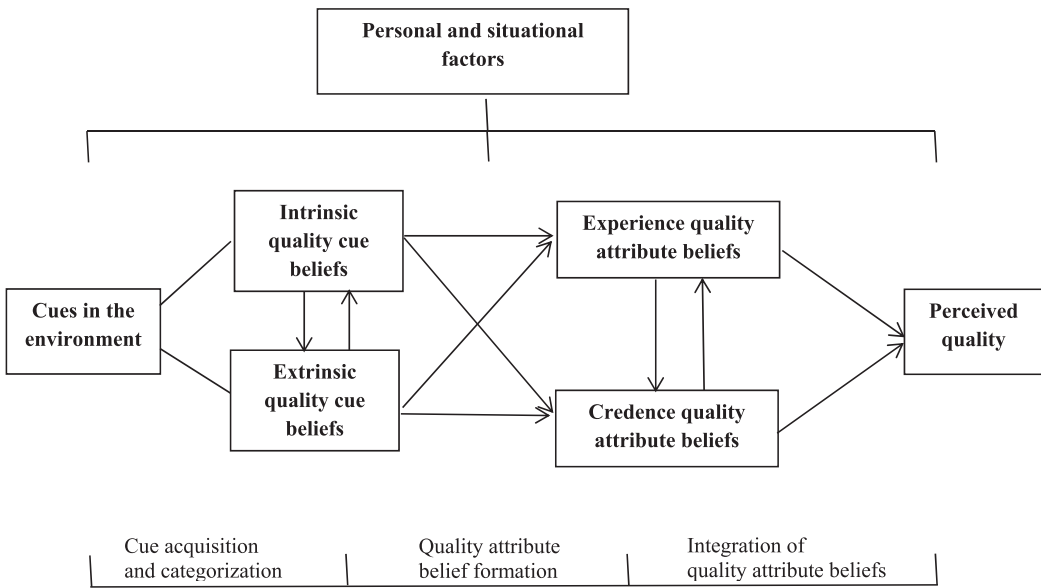 Personal and situational
factors
Intrinsic
quality cue
beliefs
Experience quality
attribute beliefs
Cues in the
environment
Perceived
quality
Extrinsic
quality cue
beliefs
Credence quality
attribute beliefs
Cue acquisition
and categorization
Quality attribute
belief formation
Integration of
quality attribute beliefs